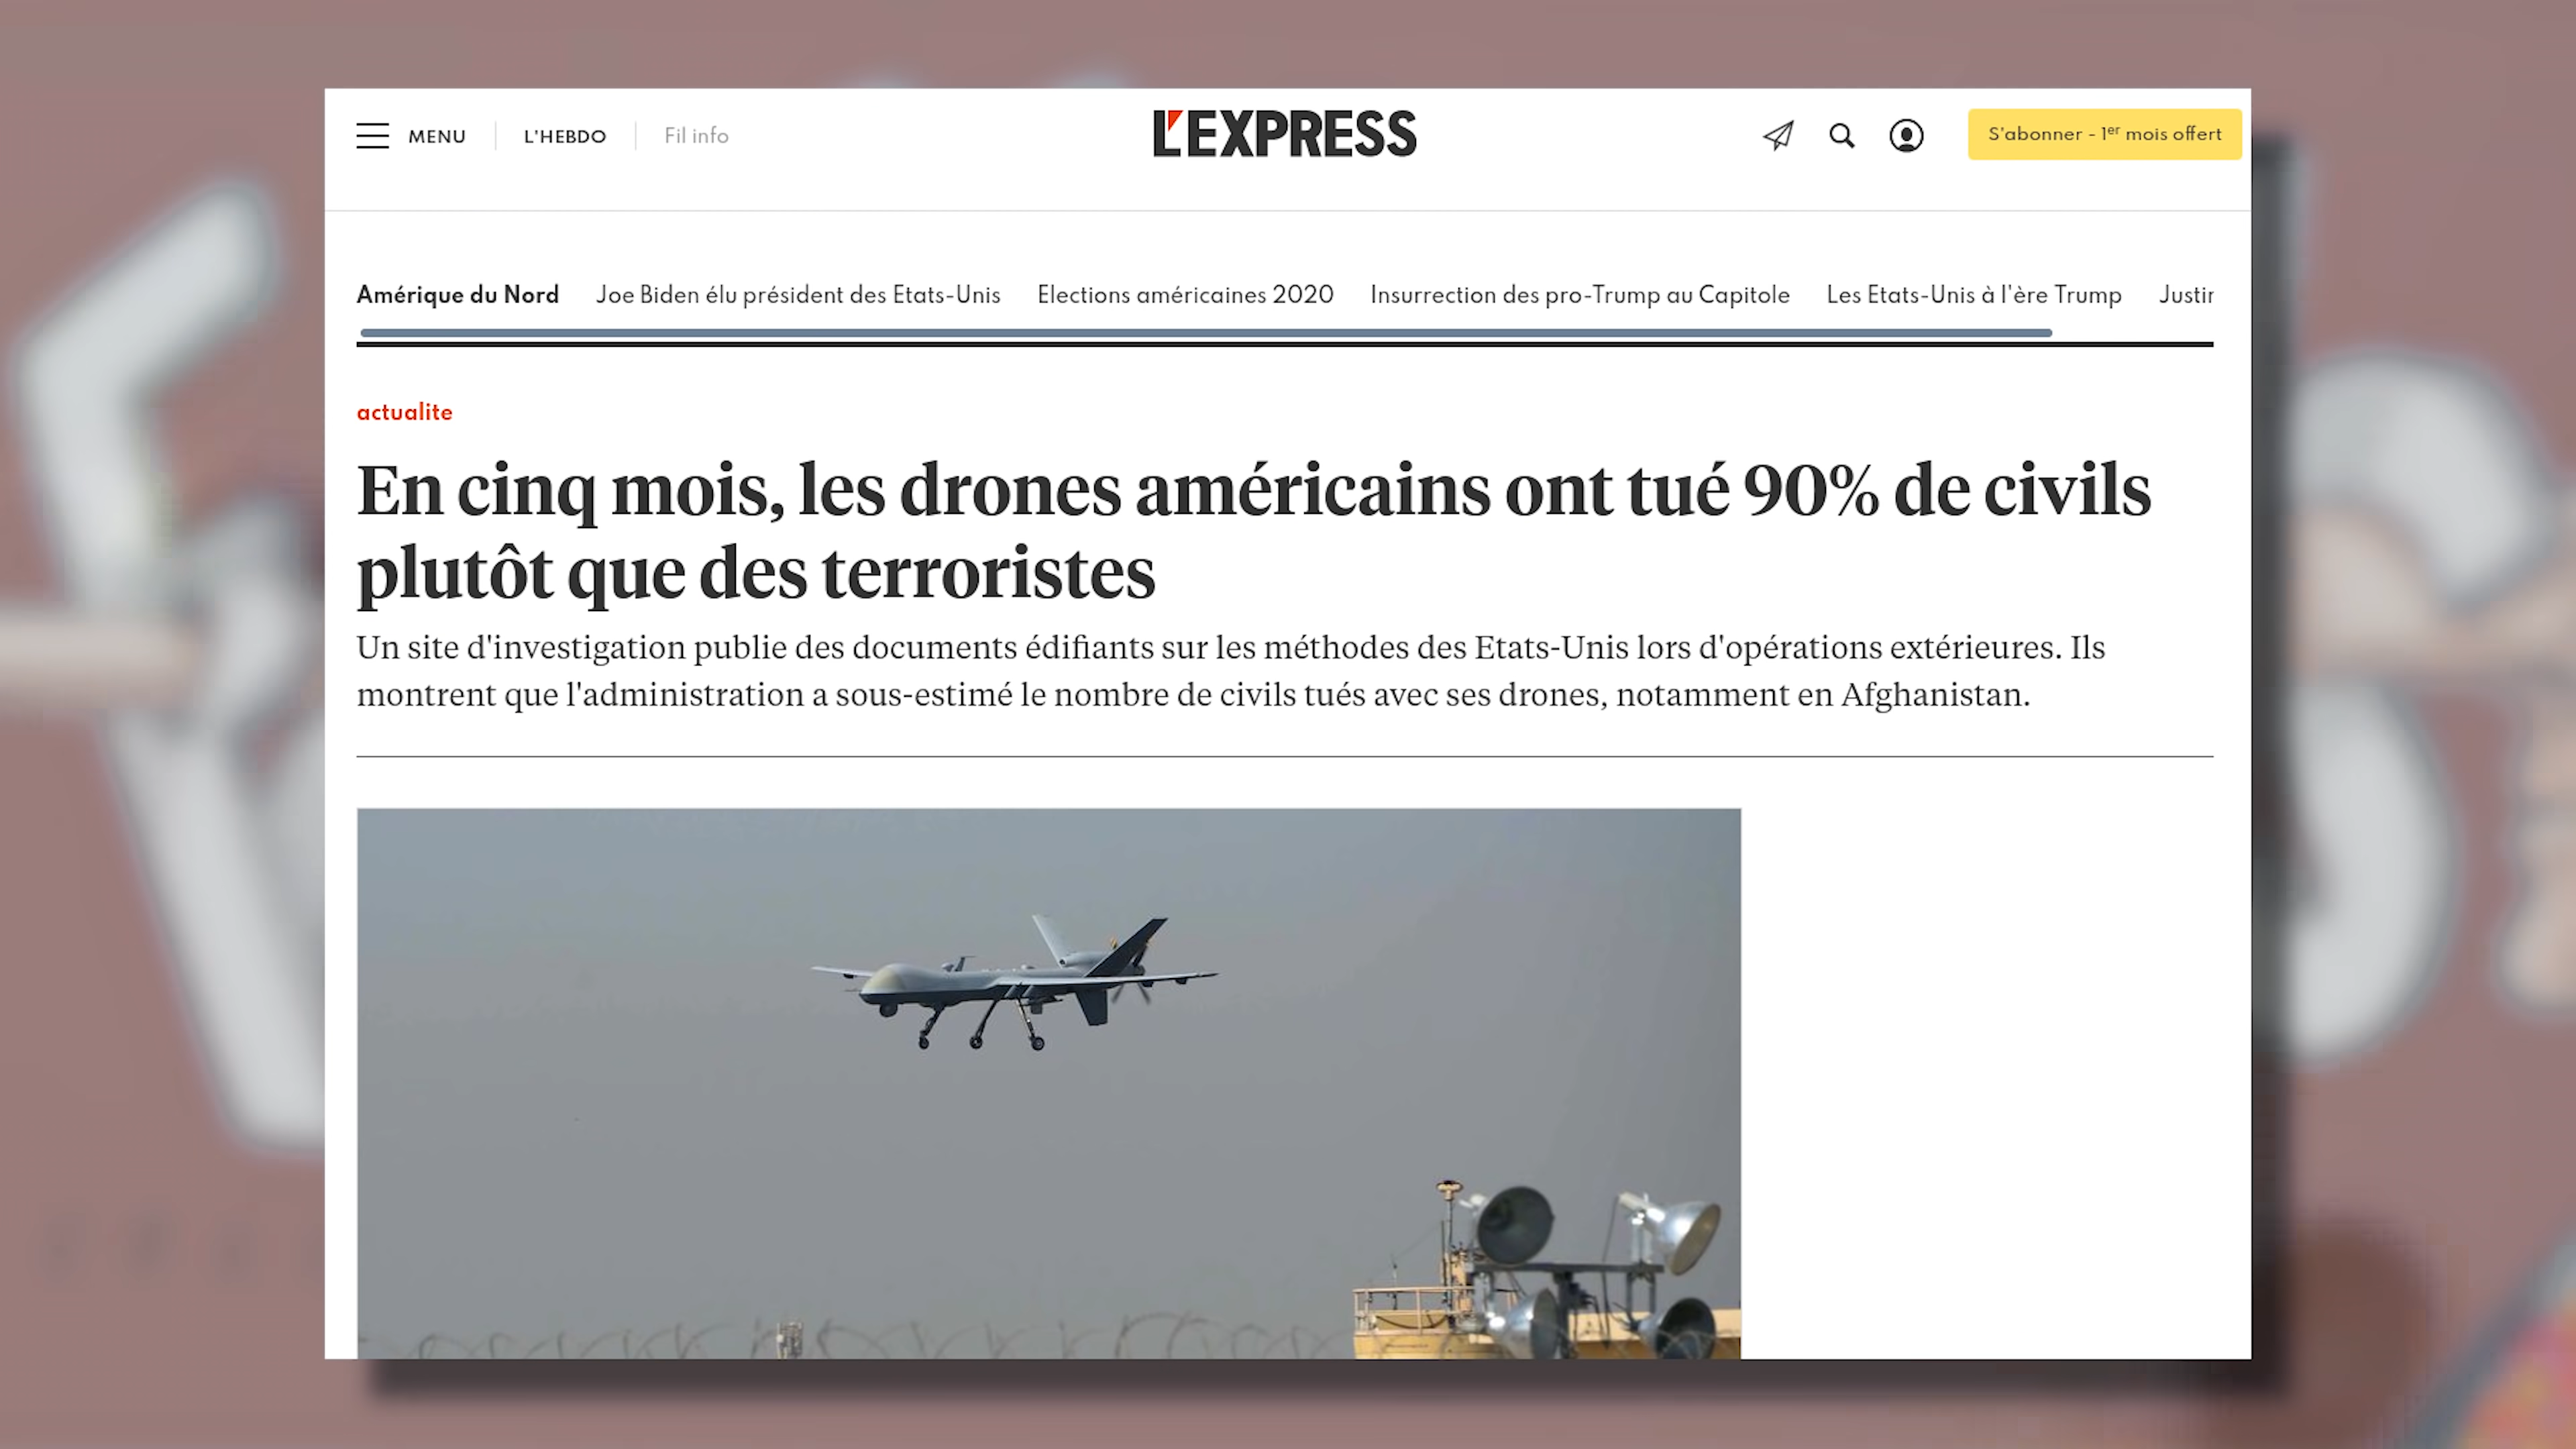 MENU
L'HEBDO
Fil info
L'EXPRESS
S'abonner - 1er mois offert
Amérique du Nord
Joe Biden élu président des Etats-Unis
Elections américaines 2020
Insurrection des pro-Trump au Capitole
Les Etats-Unis à l'ère Trump
Justin
actualite
En cinq mois, les drones américains ont tué 90% de civils
plutôt que des terroristes
Un site d'investigation publie des documents édifiants sur les méthodes des Etats-Unis lors d'opérations extérieures. Ils
montrent que l'administration a sous-estimé le nombre de civils tués avec ses drones, notamment en Afghanistan.